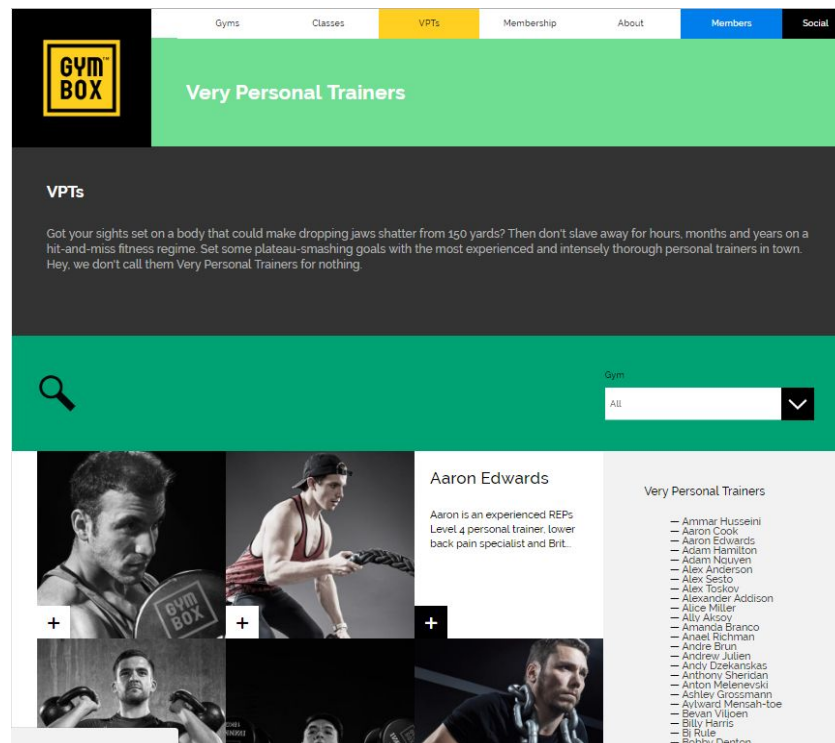 Gyms Classes VPTs Membership About Members Social
GYM™
BOX
Very Personal Trainers
VPTs
Got your sights set on a body that could make dropping jaws shatter from 150 yards? Then don't slave away for hours, months and years on a
hit-and-miss fitness regime. Set some plateau-smashing goals with the most experienced and intensely thorough personal trainers in town.
Hey, we don't call them Very Personal Trainers for nothing.
Gym
All
Aaron Edwards
Aaron is an experienced REPs
Level 4 personal trainer, lower
back pain specialist and Brit...
GYM
BOX
+
+
+
Very Personal Trainers
— Ammar Husseini
— Aaron Cook
— Aaron Edwards
— Adam Hamilton
— Adam Nguyen
— Alex Anderson
— Alex Sesto
— Alex Toskov
— Alexander Addison
— Alice Miller
— Ally Aksoy
— Amanda Branco
— Anael Richman
— Andre Brun
— Andrew Julien
— Andy Dzekanskas
— Anthony Sheridan
— Anton Melenevski
— Ashley Grossmann
— Aylward Mensah-toe
— Bevan Viljoen
— Billy Harris
— Bj Rule
— Bobby Denton